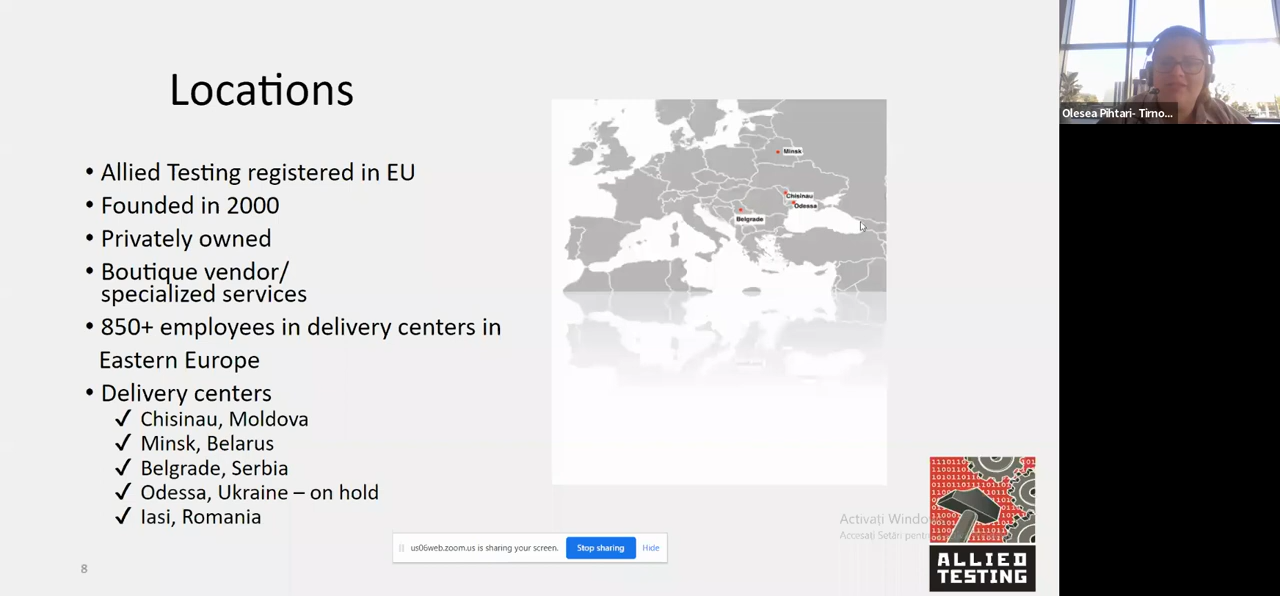 Locations
• Allied Testing registered in EU
• Founded in 2000
• Privately owned
• Boutique vendor/
specialized services
• 850+ employees in delivery centers in
Eastern Europe
• Delivery centers
✓ Chisinau, Moldova
✓ Minsk, Belarus
✓ Belgrade, Serbia
✓ Odessa, Ukraine – on hold
✓ Iasi, Romania
8
Minsk
Chisinau
Odessa
Belgrade
Olesea Pihtari- Tirno...
us06web.zoom.us is sharing your screen.
Stop sharing
Hide
Activați
Accesați Setări
ALLIED
TESTING